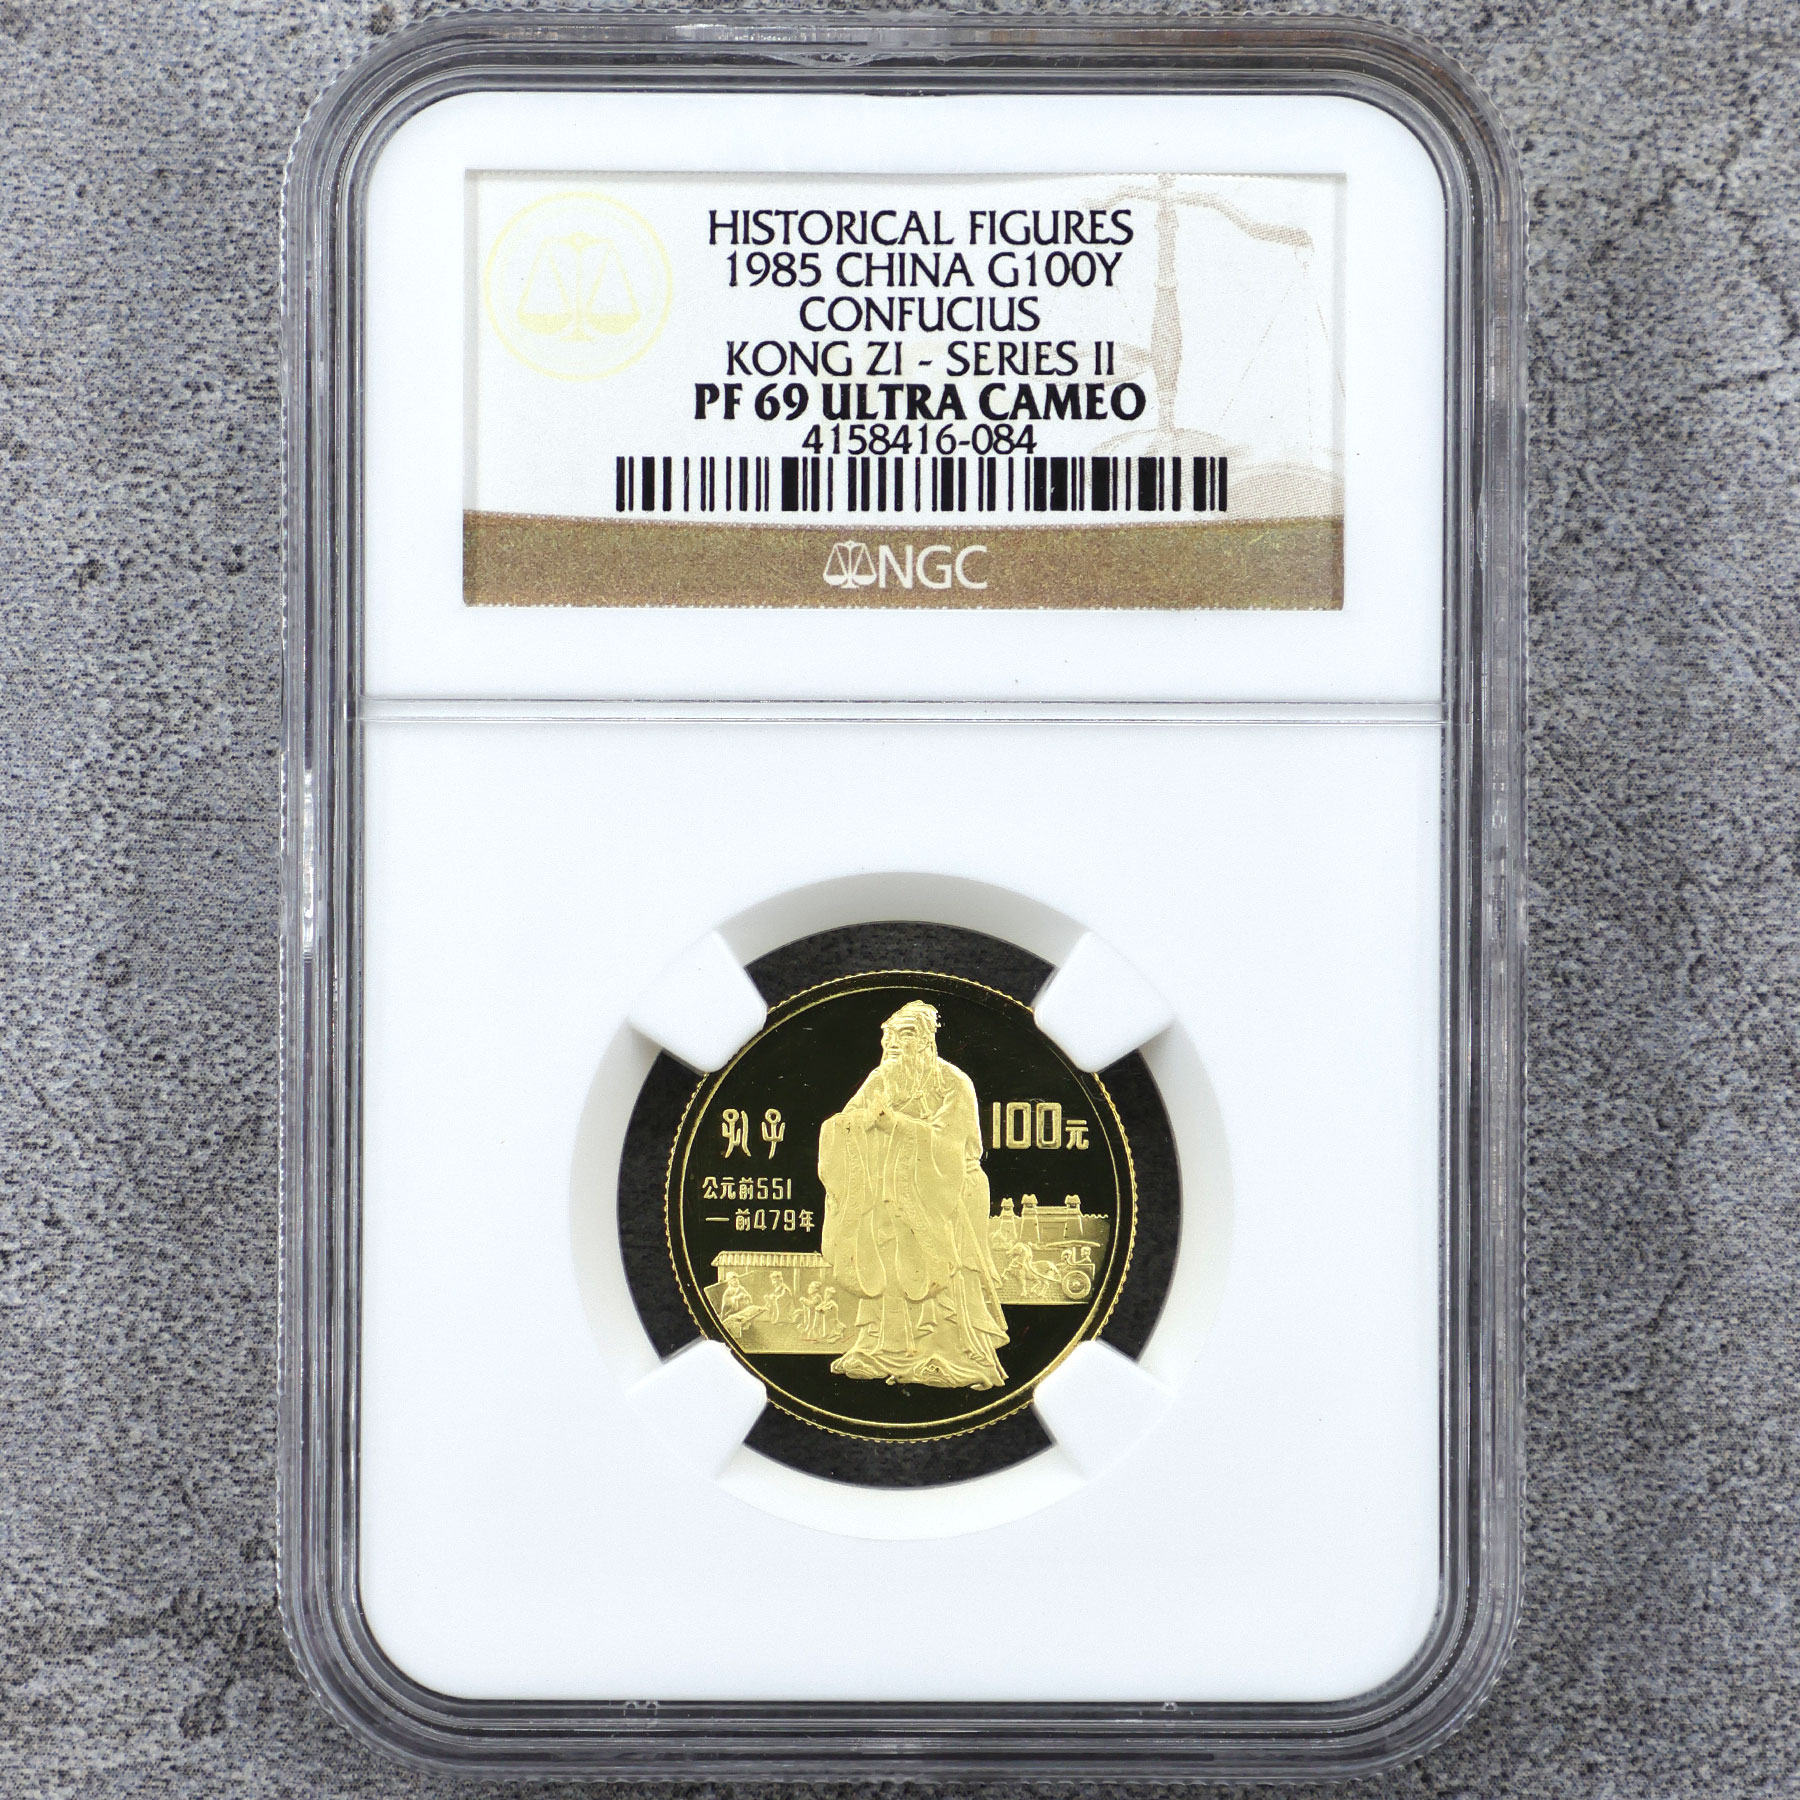 HISTORICAL FIGURES
1985 CHINA G100Y
CONFUCIUS
KONG ZI - SERIES II
PF 69 ULTRA CAMEO
4158416-084
NGC
孔子
100元
公元前551
一前479年